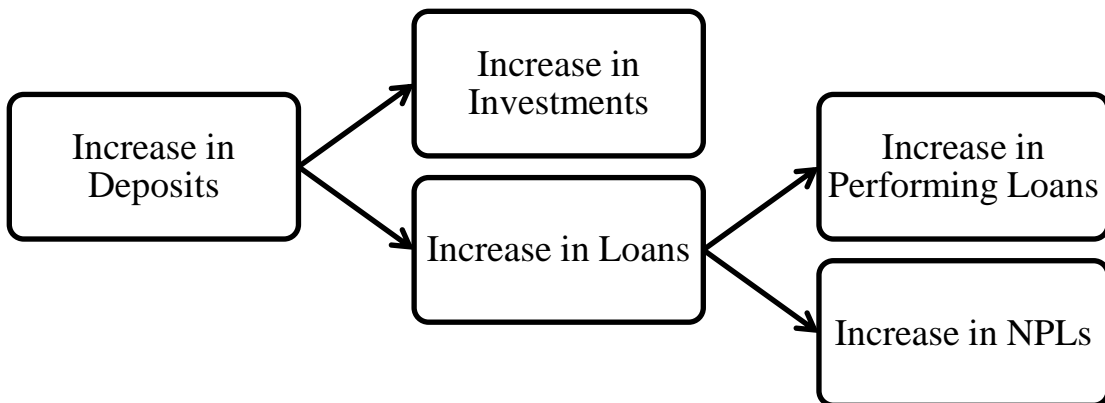 Increase in
Deposits
Increase in
Investments
Increase in Loans
Increase in
Performing Loans
Increase in NPLs